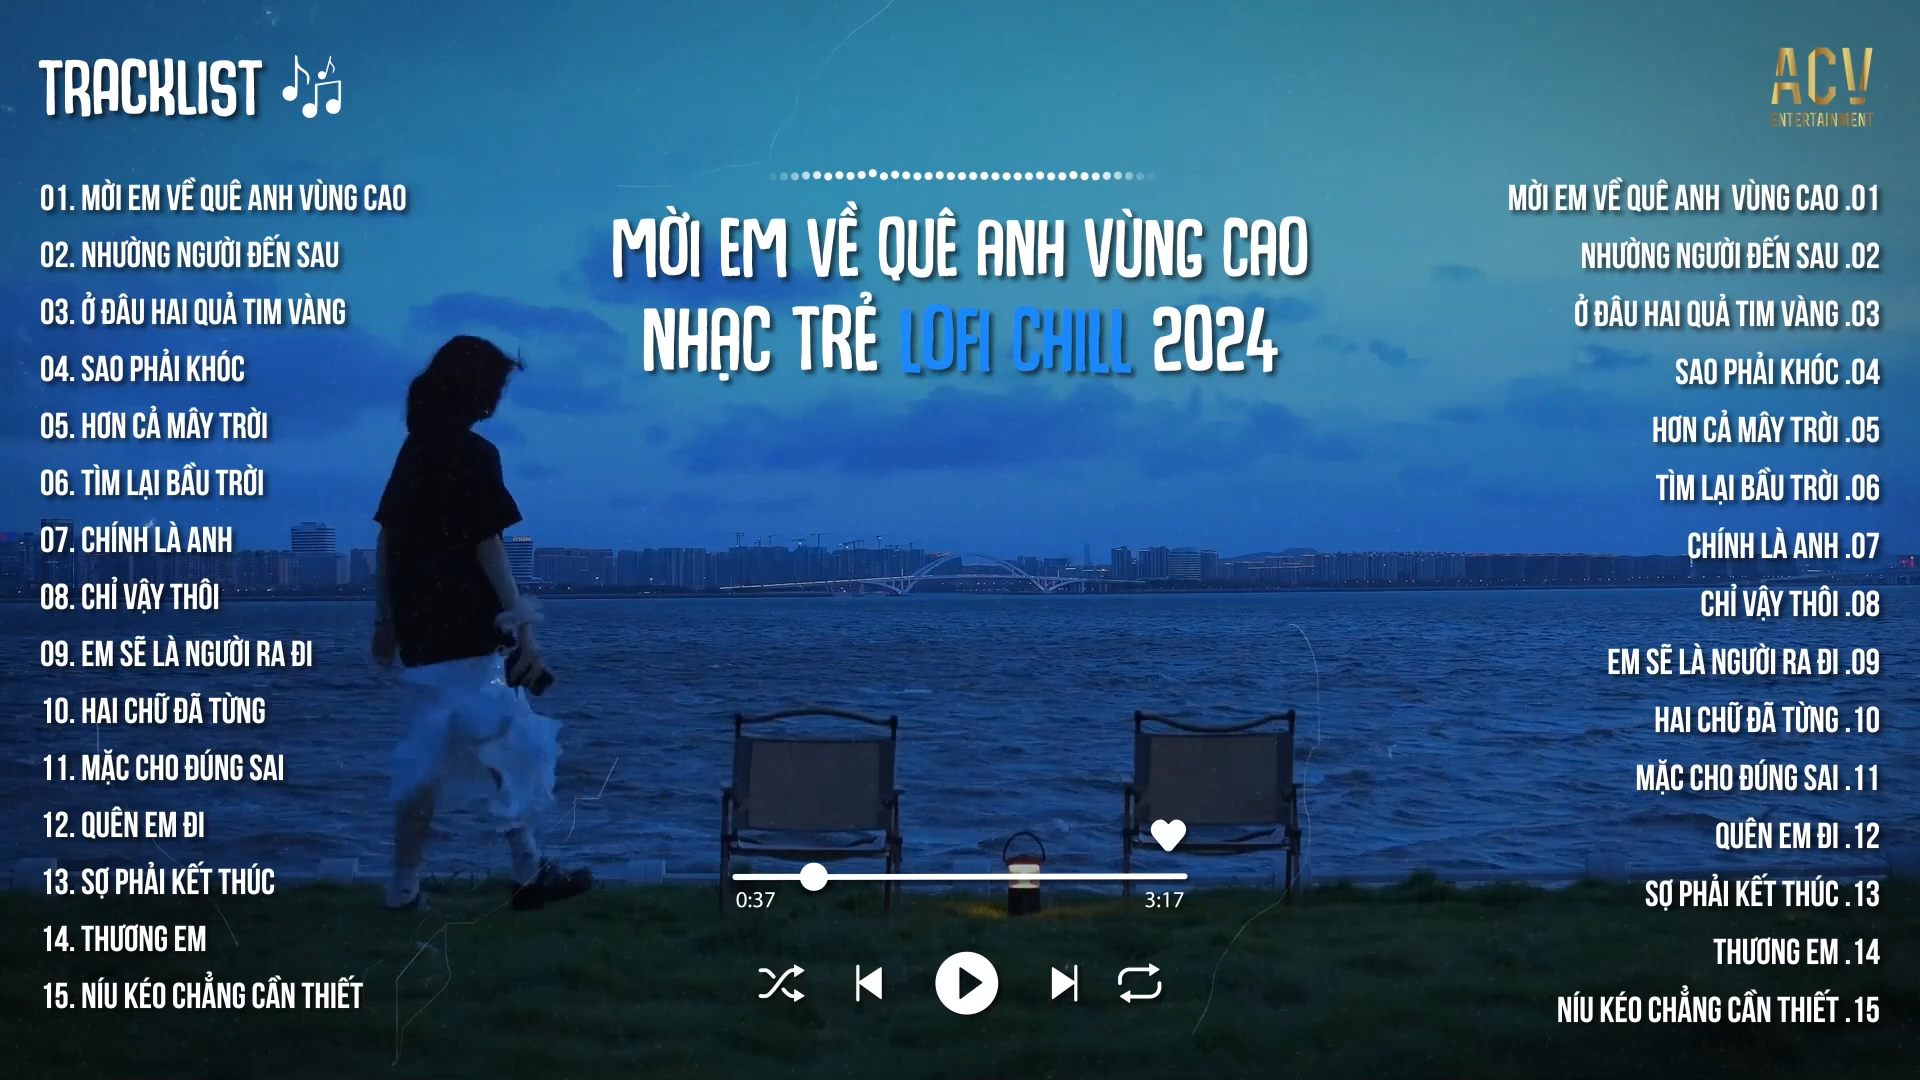 TRACKLIST
ACV
ENTERTAINMENT
MỜI EM VỀ QUÊ ANH VÙNG CAO
NHẠC TRẺ LOFI CHILL 2024
01. MỜI EM VỀ QUÊ ANH VÙNG CAO
02. NHƯỜNG NGƯỜI ĐẾN SAU
03. Ở ĐÂU HAI QUẢ TIM VÀNG
04. SAO PHẢI KHÓC
05. HƠN CẢ MÂY TRỜI
06. TÌM LẠI BẦU TRỜI
07. CHÍNH LÀ ANH
08. CHỈ VẬY THÔI
09. EM SẼ LÀ NGƯỜI RA ĐI
10. HAI CHỮ ĐÃ TỪNG
11. MẶC CHO ĐÚNG SAI
12. QUÊN EM ĐI
13. SỢ PHẢI KẾT THÚC
14. THƯƠNG EM
15. NÍU KÉO CHẲNG CẦN THIẾT
MỜI EM VỀ QUÊ ANH VÙNG CAO .01
NHƯỜNG NGƯỜI ĐẾN SAU .02
Ở ĐÂU HAI QUẢ TIM VÀNG .03
SAO PHẢI KHÓC .04
HƠN CẢ MÂY TRỜI .05
TÌM LẠI BẦU TRỜI .06
CHÍNH LÀ ANH .07
CHỈ VẬY THÔI .08
EM SẼ LÀ NGƯỜI RA ĐI .09
HAI CHỮ ĐÃ TỪNG .10
MẶC CHO ĐÚNG SAI .11
QUÊN EM ĐI .12
SỢ PHẢI KẾT THÚC .13
THƯƠNG EM .14
NÍU KÉO CHẲNG CẦN THIẾT .15
0:37
3:17